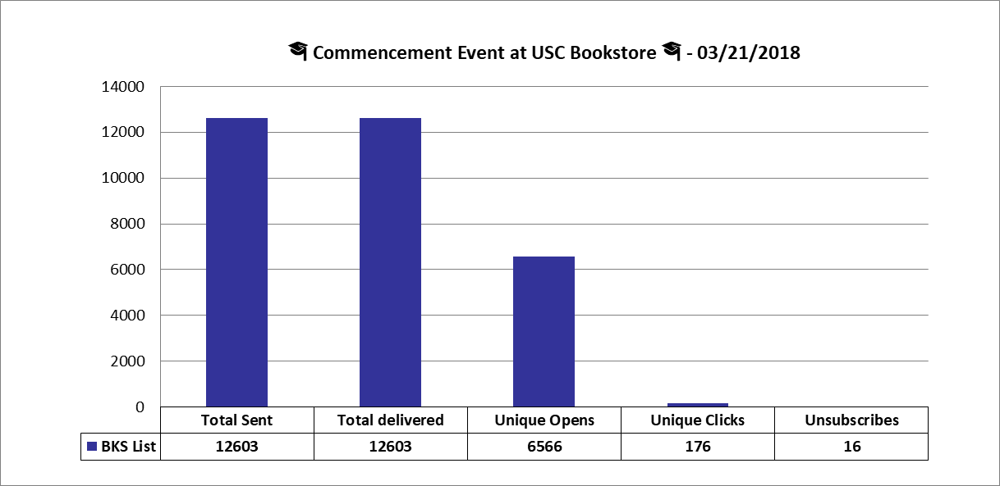 🎓 Commencement Event at USC Bookstore 🎓 - 03/21/2018
14000
12000
10000
8000
6000
4000
2000
0
Total Sent Total delivered Unique Opens Unique Clicks Unsubscribes
BKS List 12603 12603 6566 176 16